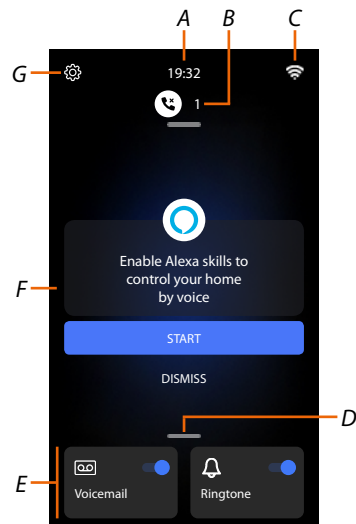 A
B
C
G
19:32
1
Enable Alexa skills to
control your home
by voice
F
START
DISMISS
D
E
Voicemail
Ringtone